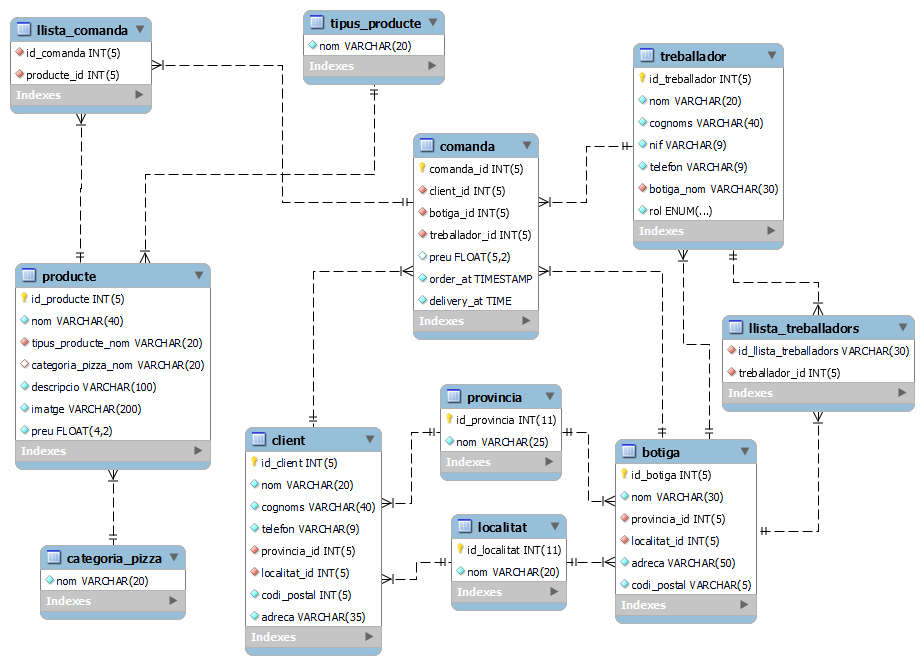 llista_comanda
id_comanda INT(5)
producte_id INT(5)
Indexes
tipus_producte
nom VARCHAR(20)
Indexes
treballador
id_treballador INT(5)
nom VARCHAR(20)
cognoms VARCHAR(40)
nif VARCHAR(9)
telefon VARCHAR(9)
botiga_nom VARCHAR(30)
rol ENUM(...)
Indexes
comanda
comanda_id INT(5)
client_id INT(5)
botiga_id INT(5)
treballador_id INT(5)
preu FLOAT(5,2)
order_at TIMESTAMP
delivery_at TIME
Indexes
producte
id_producte INT(5)
nom VARCHAR(40)
tipus_producte_nom VARCHAR(20)
categoria_pizza_nom VARCHAR(20)
descripcio VARCHAR(100)
imatge VARCHAR(200)
preu FLOAT(4,2)
Indexes
llista_treballadors
id_llista_treballadors VARCHAR(30)
treballador_id INT(5)
Indexes
provincia
id_provincia INT(11)
nom VARCHAR(25)
Indexes
client
id_client INT(5)
nom VARCHAR(20)
cognoms VARCHAR(40)
telefon VARCHAR(9)
provincia_id INT(5)
localitat_id INT(5)
codi_postal INT(5)
adreca VARCHAR(35)
Indexes
botiga
id_botiga INT(5)
nom VARCHAR(30)
provincia_id INT(5)
localitat_id INT(5)
adreca VARCHAR(50)
codi_postal VARCHAR(5)
Indexes
localitat
id_localitat INT(11)
nom VARCHAR(20)
Indexes
categoria_pizza
nom VARCHAR(20)
Indexes